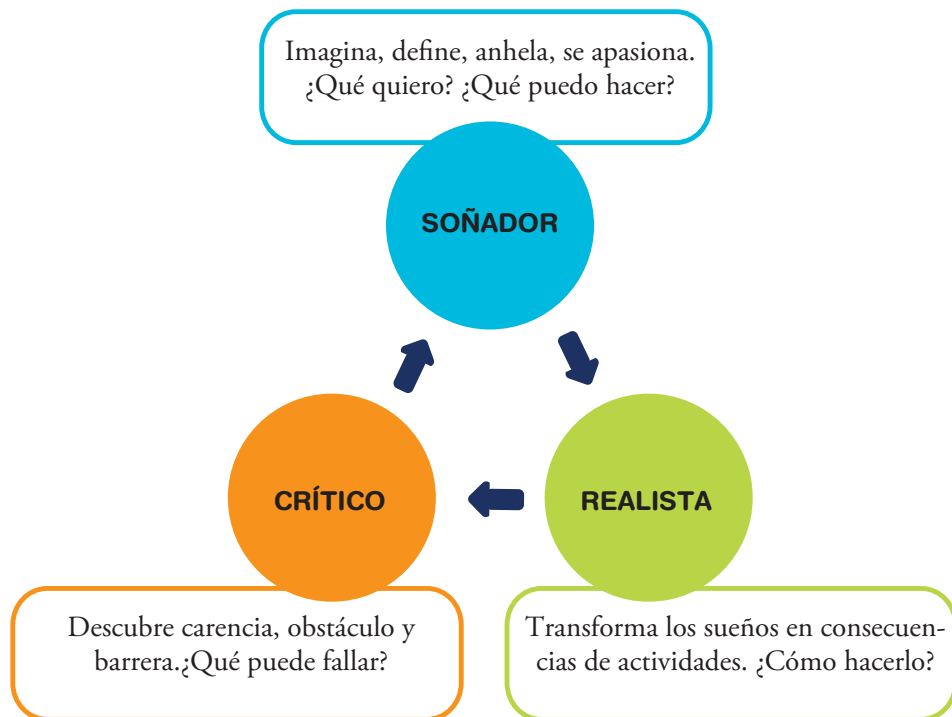 Imagina, define, anhela, se apasiona.
¿Qué quiero? ¿Qué puedo hacer?
SOÑADOR
CRÍTICO
REALISTA
Descubre carencia, obstáculo y
barrera.¿Qué puede fallar?
Transforma los sueños en consecuen-
cias de actividades. ¿Cómo hacerlo?